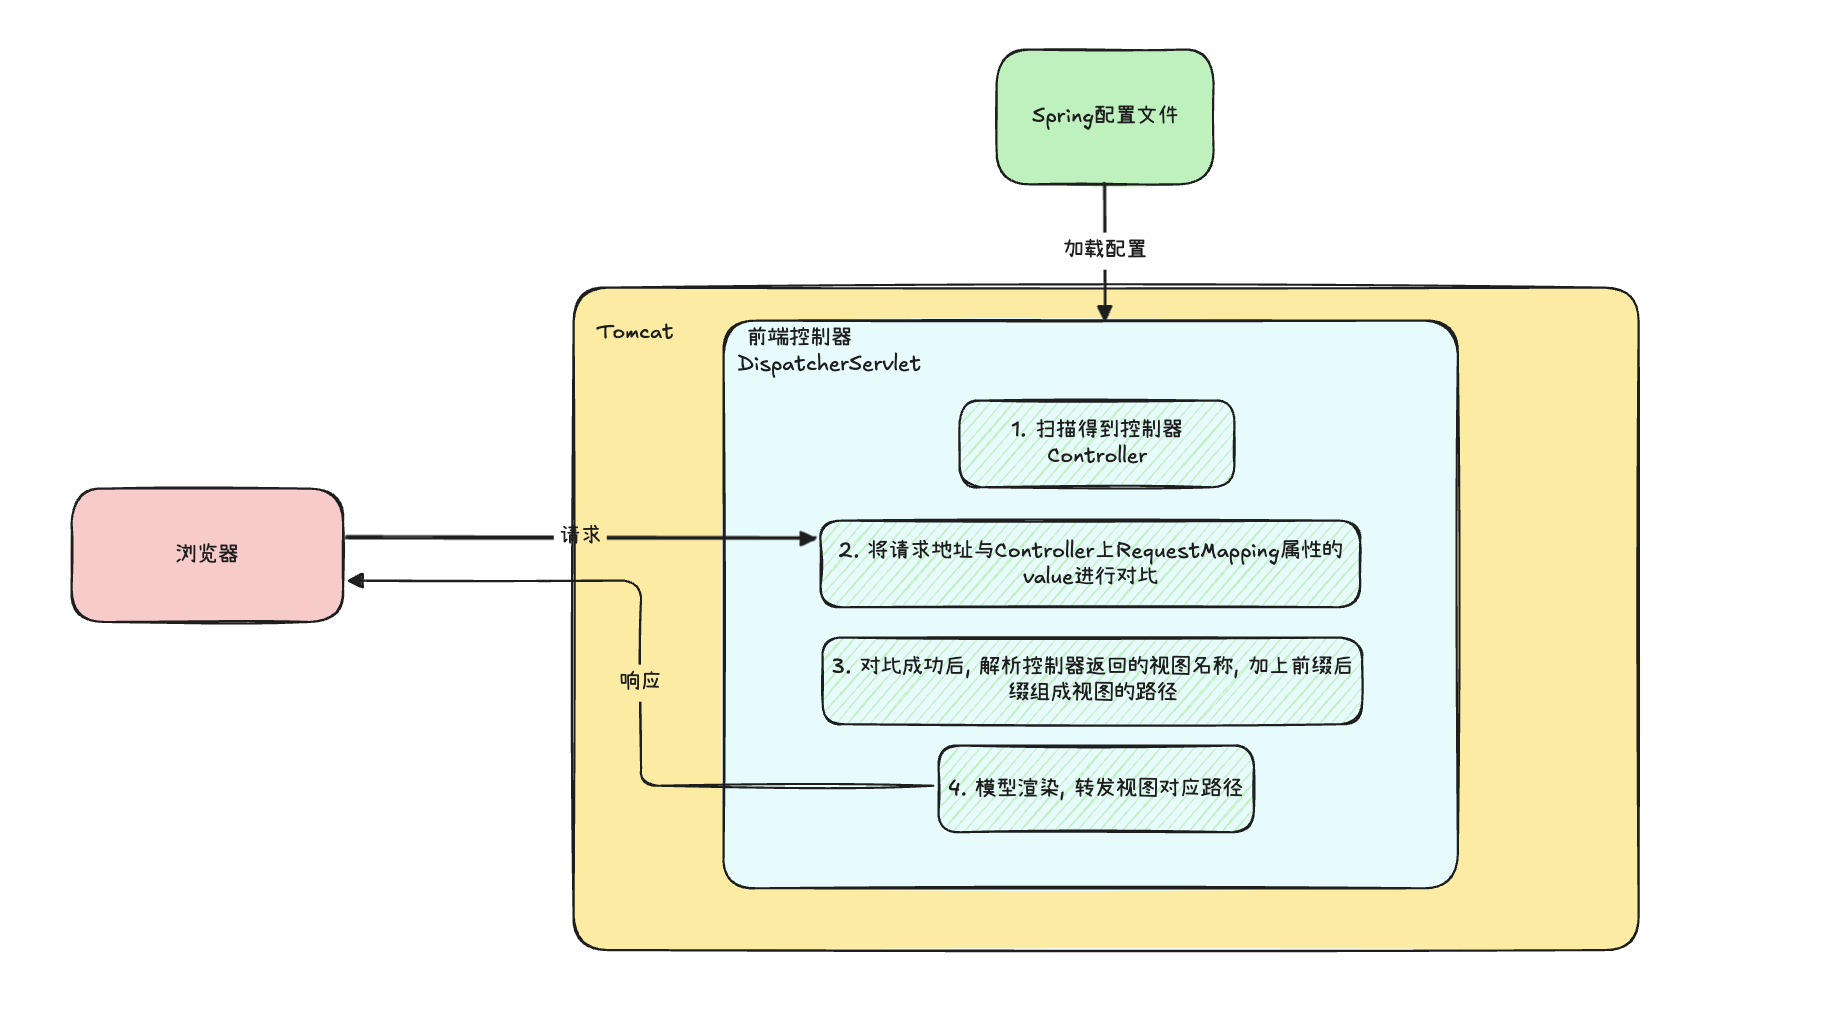 Spring配置文件
加载配置
Tomcat
前端控制器
DispatcherServlet
1. 扫描得到控制器
Controller
浏览器
请求
2. 将请求地址与Controller上RequestMapping属性的
value进行对比
3. 对比成功后, 解析控制器返回的视图名称, 加上前缀后
缀组成视图的路径
响应
4. 模型渲染, 转发视图对应路径